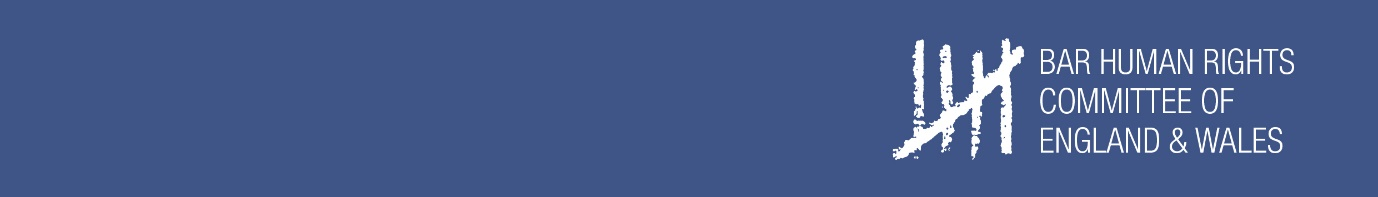 BAR HUMAN RIGHTS
COMMITTEE OF
ENGLAND & WALES